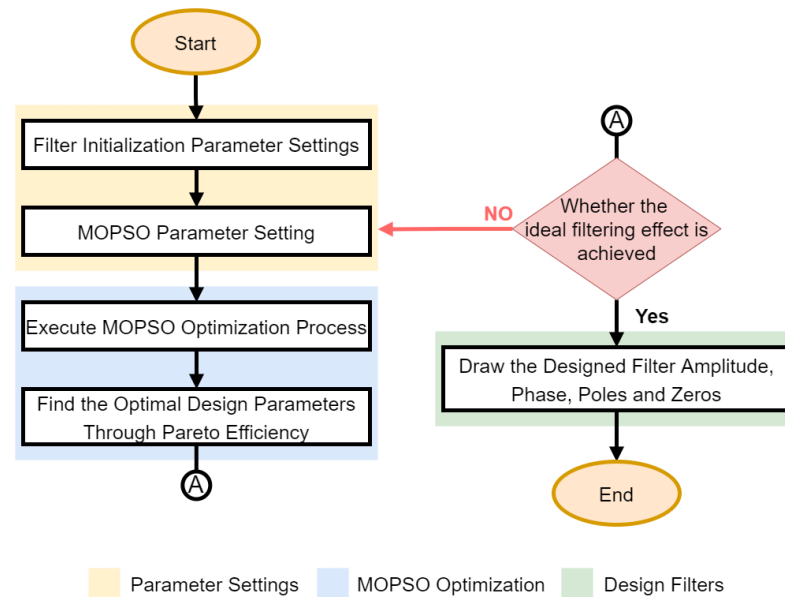 Start
Filter Initialization Parameter Settings
MOPSO Parameter Setting
Execute MOPSO Optimization Process
Find the Optimal Design Parameters
Through Pareto Efficiency
A
A
Whether the
ideal filtering effect is
achieved
NO
Yes
Draw the Designed Filter Amplitude,
Phase, Poles and Zeros
End
Parameter Settings
MOPSO Optimization
Design Filters